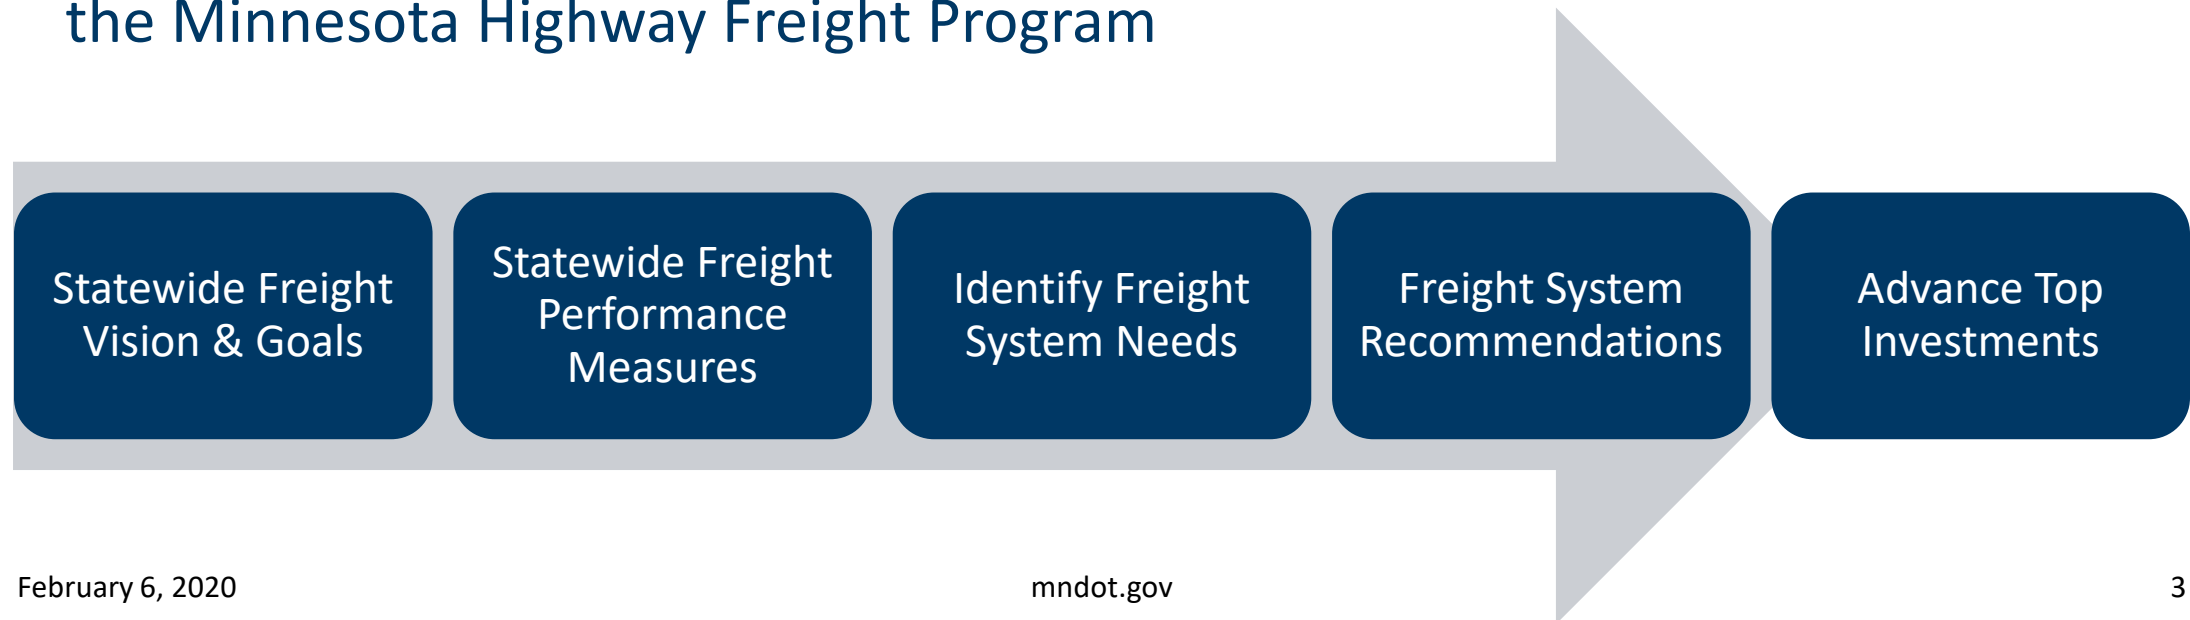 the Minnesota Highway Freight Program
Statewide Freight
Vision & Goals
Statewide Freight
Performance
Measures
Identify Freight
System Needs
Freight System
Recommendations
Advance Top
Investments
February 6, 2020
mndot.gov
3